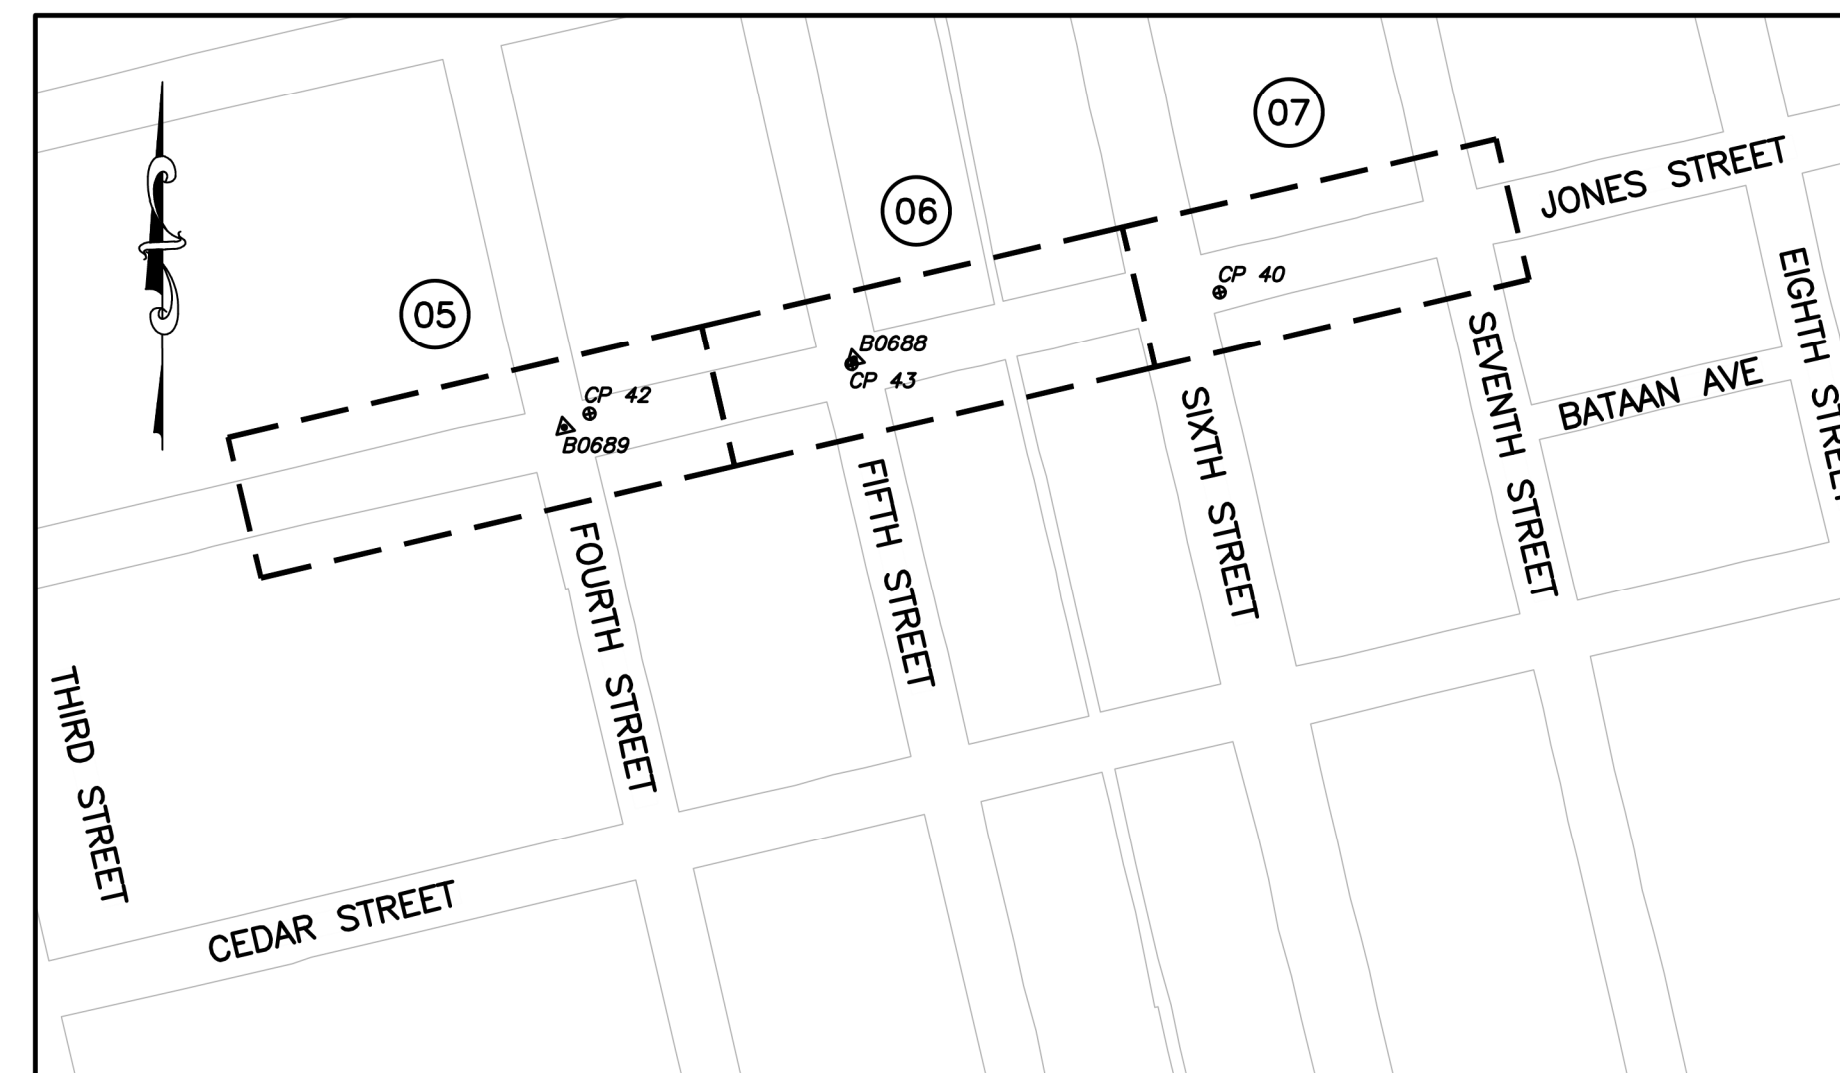 07
JONES STREET
06
CP 40
EIGHTH STREET
05
B0688
CP 43
CP 42
B0689
BATAAN AVE
SEVENTH STREET
SIXTH STREET
FIFTH STREET
FOURTH STREET
THIRD STREET
CEDAR STREET